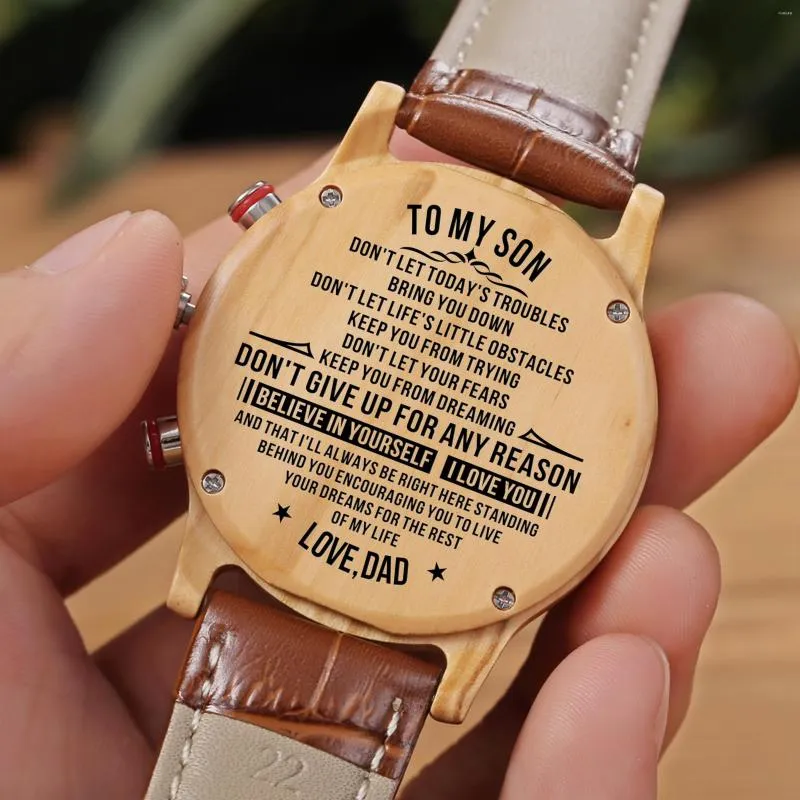 TO MY SON
DON'T LET TODAY'S TROUBLES
BRING YOU DOWN
DON'T LET LIFE'S LITTLE OBSTACLES
KEEP YOU FROM TRYING
DON'T LET YOUR FEARS
KEEP YOU FROM DREAMING
DON'T GIVE UP FOR ANY REASON
BELIEVE IN YOURSELF I LOVE YOU
AND THAT I'LL ALWAYS BE RIGHT HERE STANDING
BEHIND YOU ENCOURAGING YOU TO LIVE
YOUR DREAMS FOR THE REST
OF MY LIFE
LOVE, DAD
22